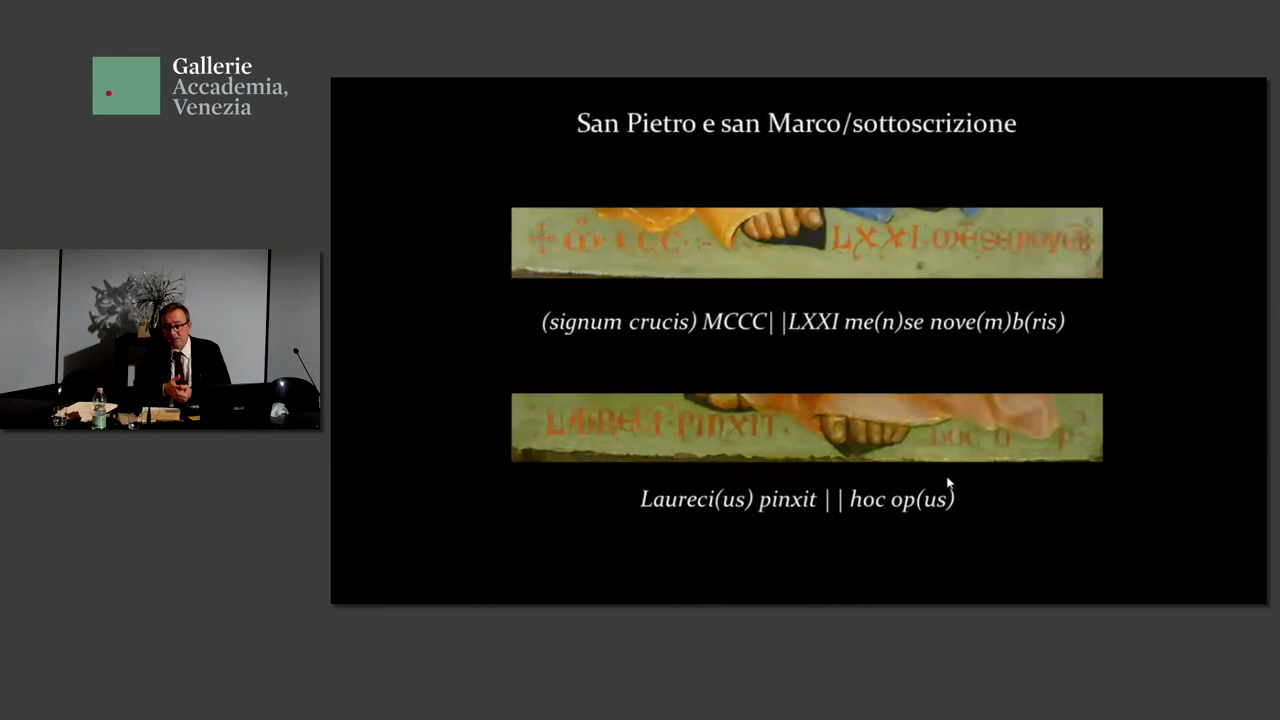 Gallerie
Accademia,
Venezia
San Pietro e san Marco/sottoscrizione
LXXI
(signum crucis) MCCC| |LXXI me(n)se nove(m)b(ris)
PINXIT
Laureci(us) pinxit | | hoc op(us)